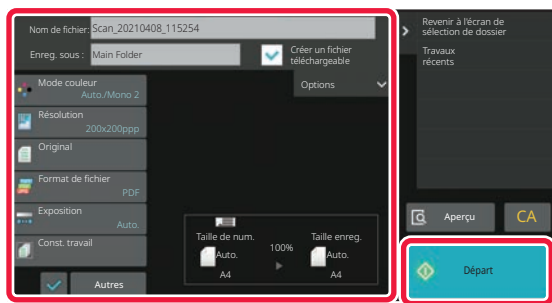 Nom de fichier: Scan_20210408_115254
Enreg. sous : Main Folder
Créer un fichier
téléchargeable
Options
Mode couleur
Auto./Mono 2
Résolution
200x200ppp
Original
Format de fichier
PDF
Exposition
Auto.
Const. travail
Autres
Taille de num.
100%
Taille enreg.
Auto.
Auto.
A4
A4
Revenir à l'écran de
sélection de dossier
Travaux
récents
Aperçu
CA
Départ